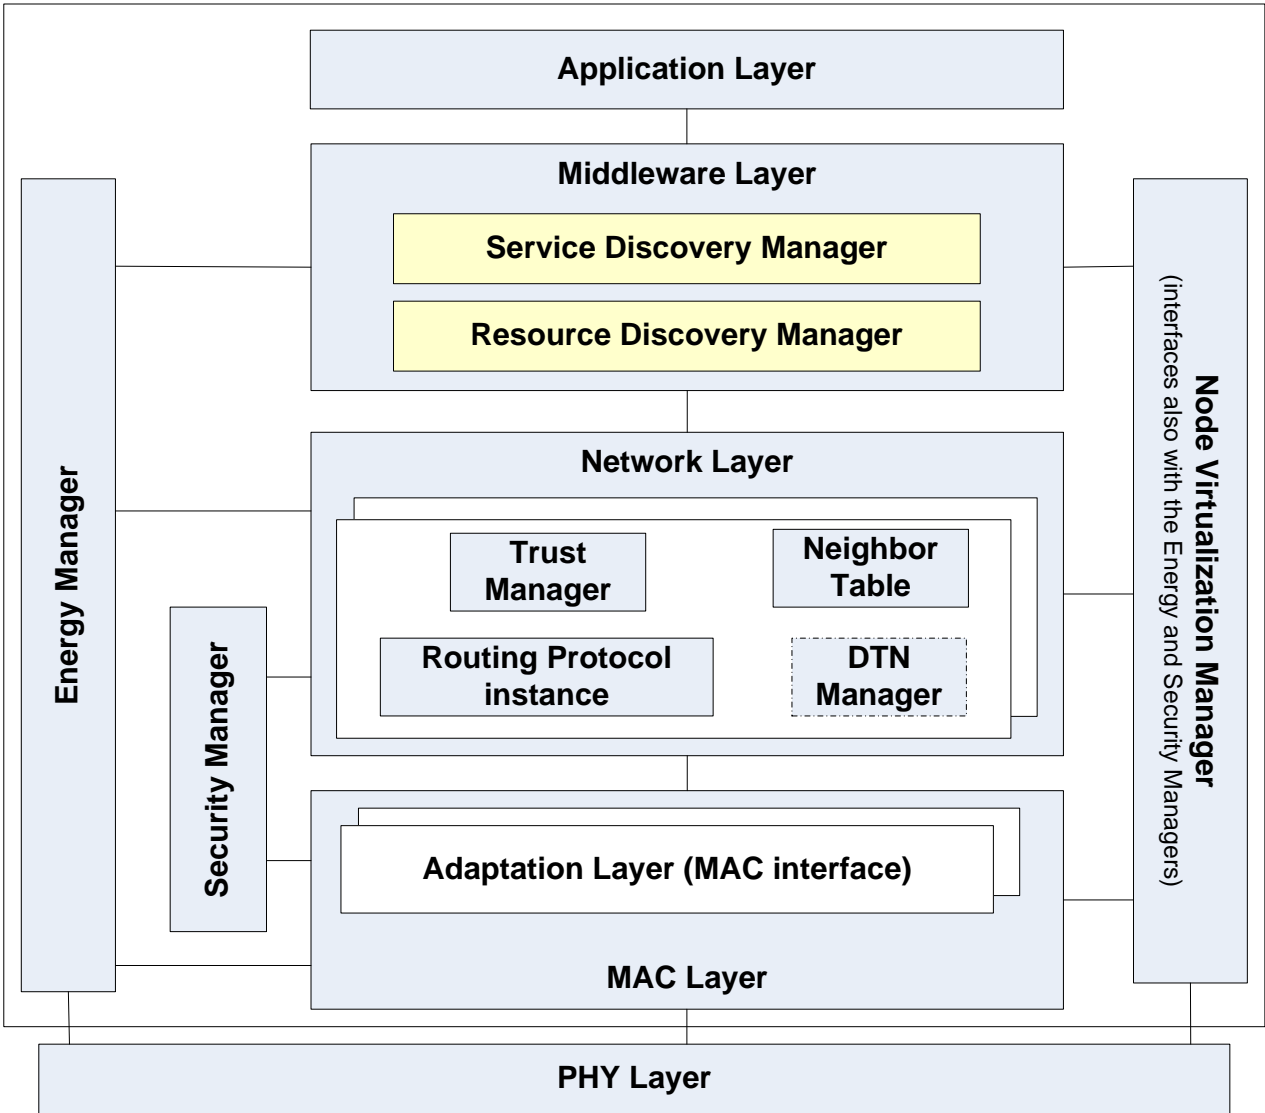 Application Layer
Middleware Layer
Service Discovery Manager
Resource Discovery Manager
Network Layer
Trust
Manager
Neighbor
Table
Routing Protocol
instance
DTN
Manager
Adaptation Layer (MAC interface)
MAC Layer
PHY Layer
Energy Manager
Security Manager
Node Virtualization Manager
(interfaces also with the Energy and Security Managers)